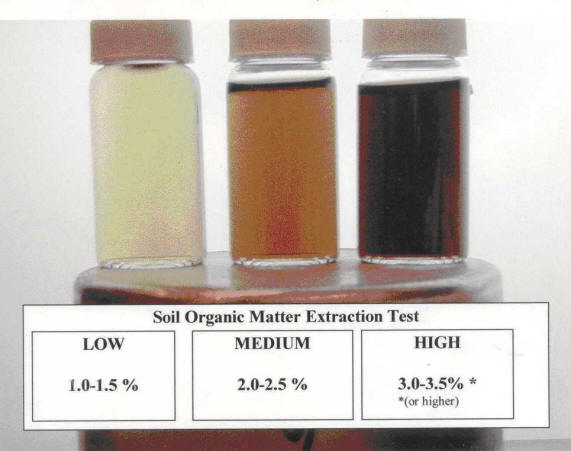 Soil Organic Matter Extraction Test
LOW
1.0-1.5 %
MEDIUM
2.0-2.5 %
HIGH
3.0-3.5% *
*(or higher)